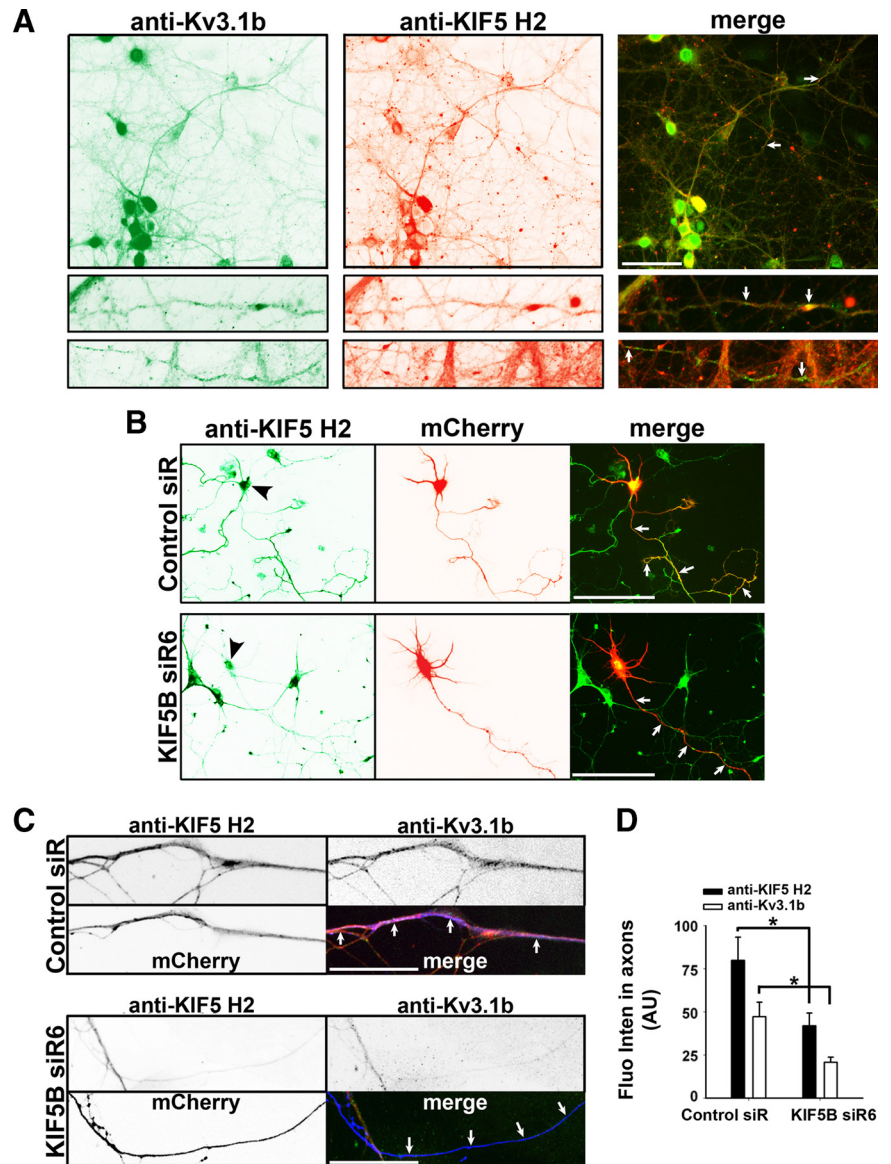 A
anti-Kv3.1b
anti-KIF5 H2
merge
B
anti-KIF5 H2
mCherry
merge
Control siR
KIF5B siR6
C
anti-KIF5 H2
anti-Kv3.1b
Control siR
mCherry
merge
anti-KIF5 H2
anti-Kv3.1b
KIF5B siR6
mCherry
merge
D
anti-KIF5 H2
anti-Kv3.1b
Fluo Inten in axons
(AU)
100
75
50
25
0
*
*
Control siR
KIF5B siR6